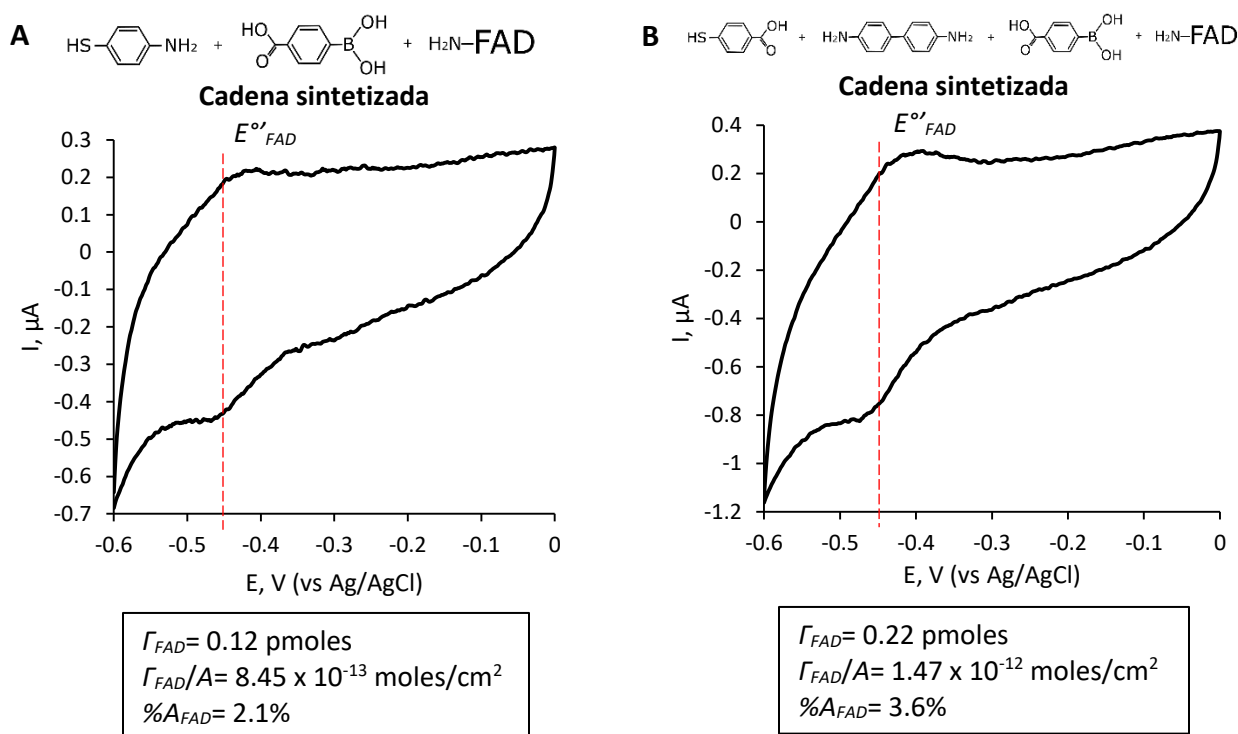 A
HS NH₂ + HO O B OH OH + H₂N–FAD
Cadena sintetizada
E°’FAD
0.3
0.2
0.1
0
-0.1
-0.2
-0.3
-0.4
-0.5
-0.6
-0.7
I, µA
-0.6 -0.5 -0.4 -0.3 -0.2 -0.1 0
E, V (vs Ag/AgCl)
Γ_FAD= 0.12 pmoles
Γ_FAD/A= 8.45 x 10⁻¹³ moles/cm²
%A_FAD= 2.1%
B
HS OH O + H₂N NH₂ + HO O B OH OH + H₂N–FAD
Cadena sintetizada
E°’FAD
0.4
0.2
0
-0.2
-0.4
-0.6
-0.8
-1
-1.2
I, µA
-0.6 -0.5 -0.4 -0.3 -0.2 -0.1 0
E, V (vs Ag/AgCl)
Γ_FAD= 0.22 pmoles
Γ_FAD/A= 1.47 x 10⁻¹² moles/cm²
%A_FAD= 3.6%